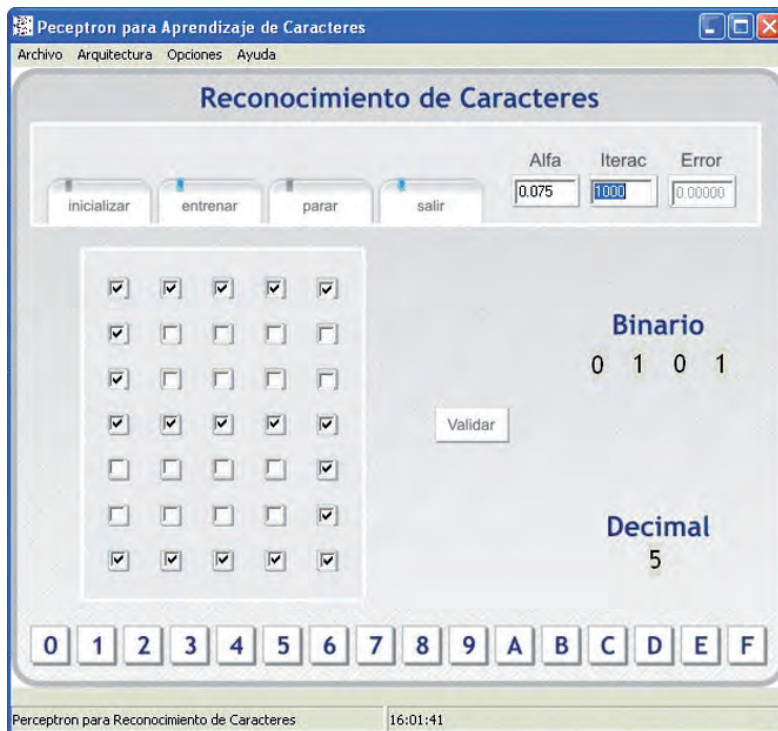 Peceptron para Aprendizaje de Caracteres
Archivo Arquitectura Opciones Ayuda
Reconocimiento de Caracteres
inicializar entrenar parar salir
Alfa Iterac Error
0.075 1000 0.00000
Binario
0 1 0 1
Validar
Decimal
5
0 1 2 3 4 5 6 7 8 9 A B C D E F
Perceptron para Reconocimiento de Caracteres 16:01:41